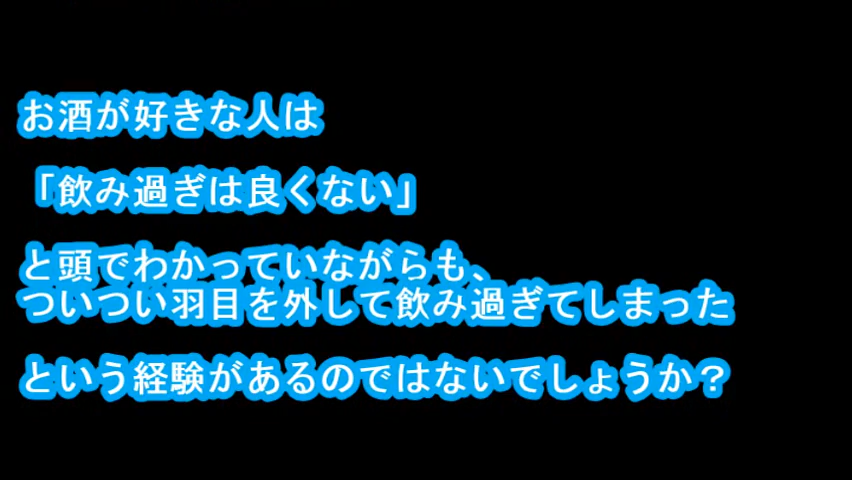 お酒が好きな人は
「飲み過ぎは良くない」
と頭でわかっていながらも、
ついつい羽目を外して飲み過ぎてしまった
という経験があるのではないでしょうか？